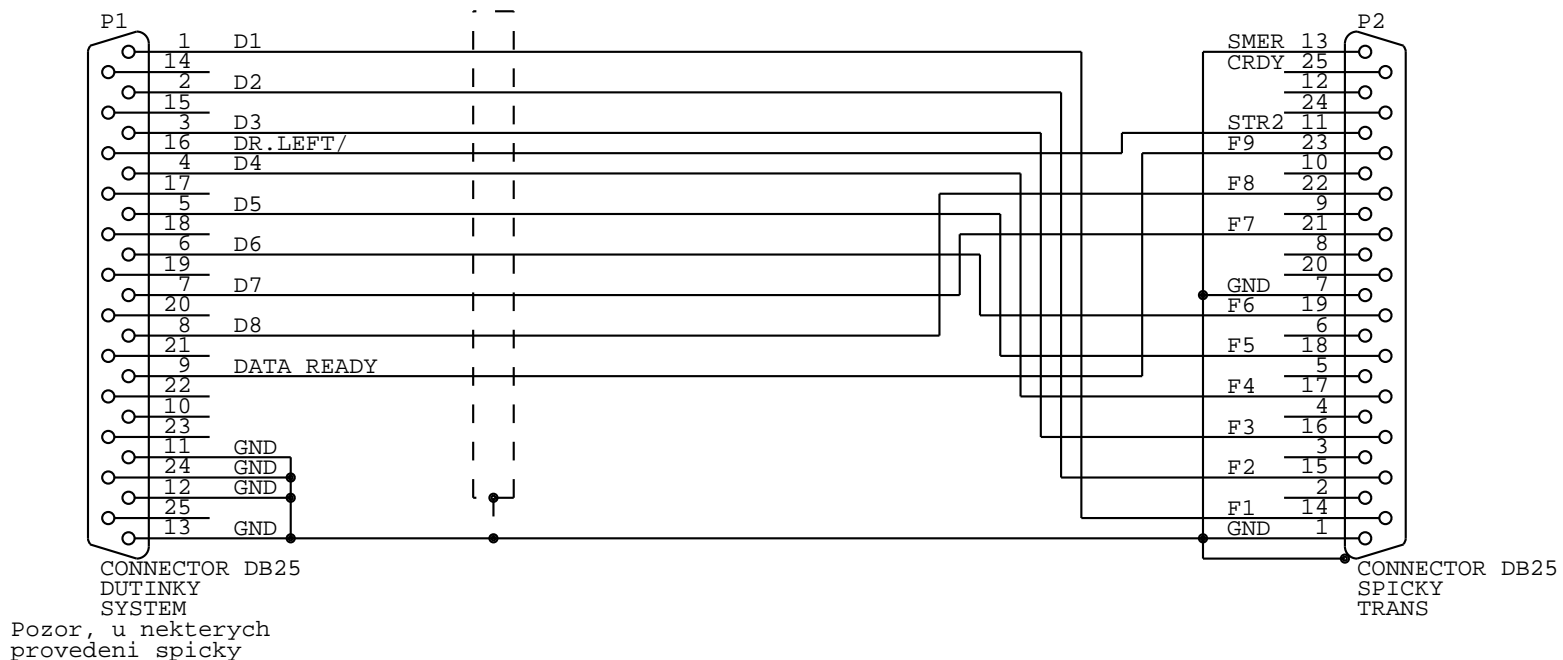 P1
1 D1
14
2 D2
15
3 D3
16 DR.LEFT/
4 D4
17
5 D5
18
6 D6
19
7 D7
20
8 D8
21
9 DATA READY
22
10
23
11 GND
24 GND
12 GND
25
13 GND
CONNECTOR DB25
DUTINKY
SYSTEM
Pozor, u nekterych
provedeni spicky
P2
SMER 13
CRDY 25
12
24
STR2 11
F9 23
10
F8 22
9
F7 21
8
20
GND 7
F6 19
6
F5 18
5
F4 17
4
F3 16
3
F2 15
2
F1 14
GND 1
CONNECTOR DB25
SPICKY
TRANS